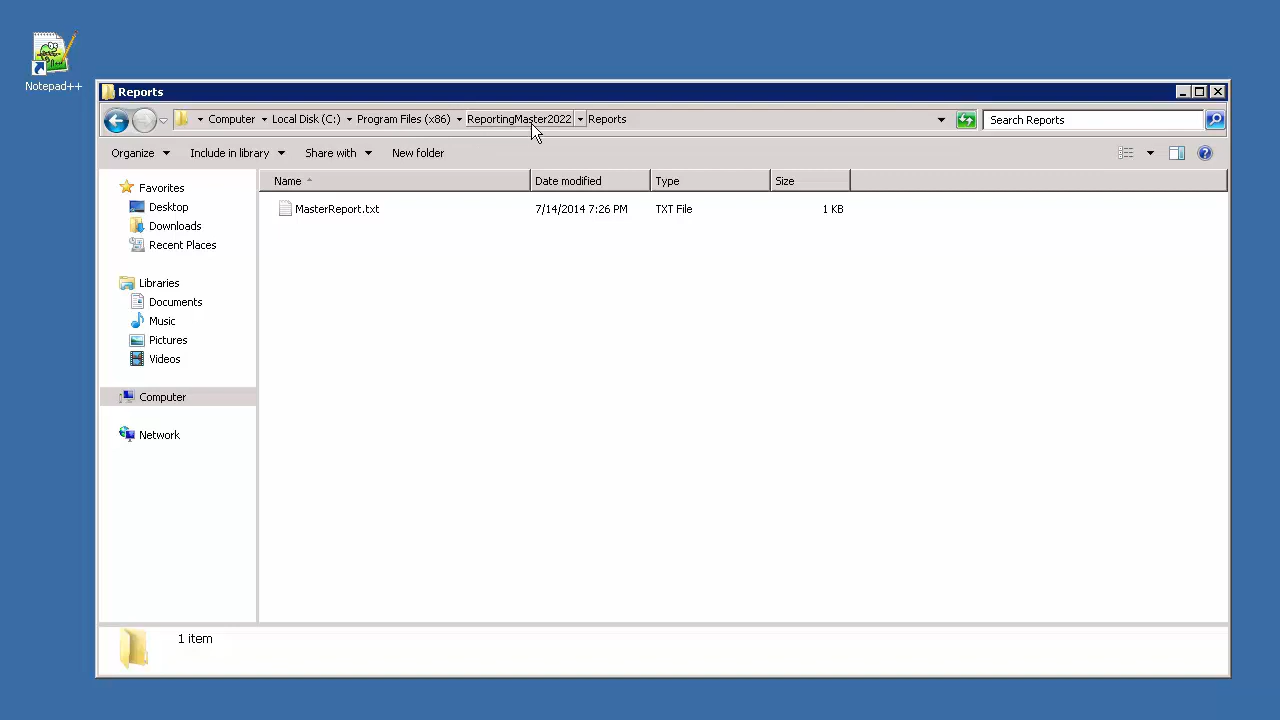 Notepad++
Reports
Computer Local Disk (C:) Program Files (x86) ReportingMaster2022 Reports
Search Reports
Organize Include in library Share with New folder
Name Date modified Type Size
MasterReport.txt 7/14/2014 7:26 PM TXT File 1 KB
Favorites
Desktop
Downloads
Recent Places
Libraries
Documents
Music
Pictures
Videos
Computer
Network
1 item